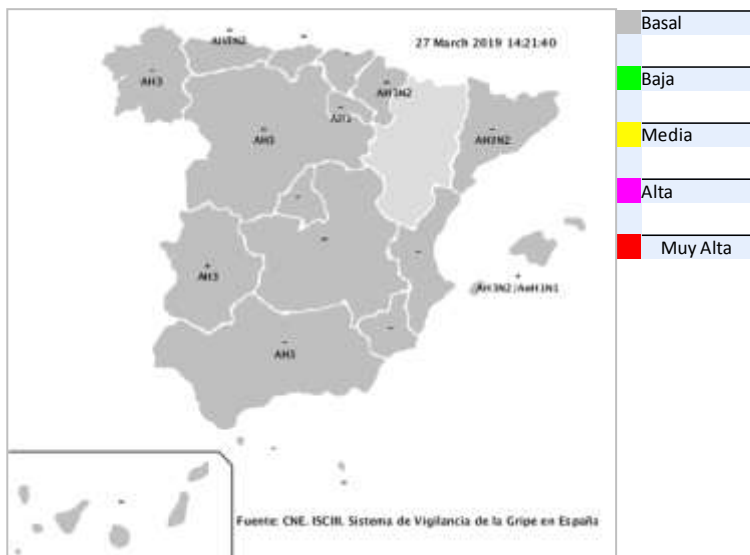 27 March 2019 14:21:40
AH3N2
AH3
AH3N2
AH3
AH3N2
AH3
AH3N2;AnH1N1
AH3
Fuente: CNE. ISCIII. Sistema de Vigilancia de la Gripe en España
Basal
Baja
Media
Alta
Muy Alta